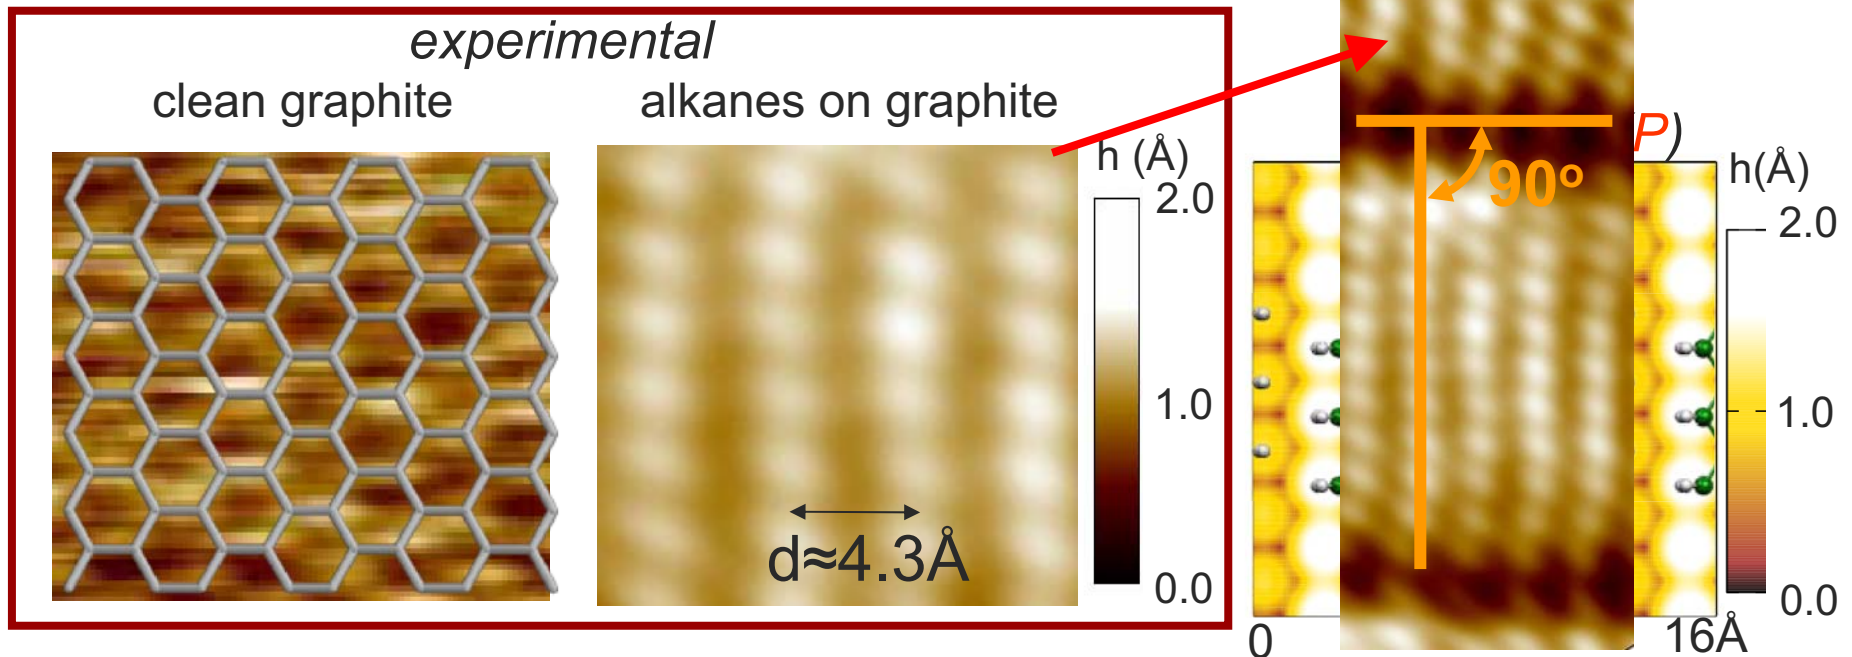 experimental
clean graphite
alkanes on graphite
h (Å)
2.0
1.0
0.0
d≈4.3Å
90º
P)
h(Å)
2.0
1.0
0.0
0
16Å